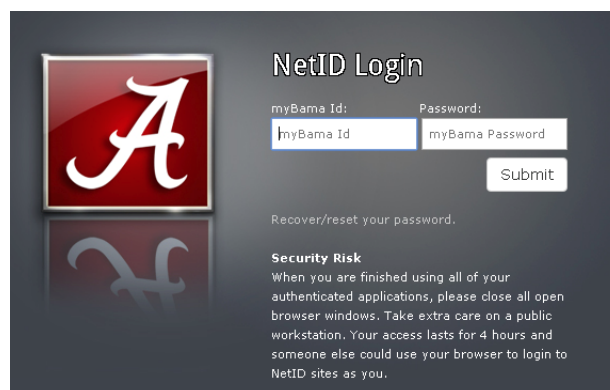 A
NetID Login
myBama Id: Password:
myBama Id myBama Password
Submit
Recover/reset your password.
Security Risk
When you are finished using all of your
authenticated applications, please close all open
browser windows. Take extra care on a public
workstation. Your access lasts for 4 hours and
someone else could use your browser to login to
NetID sites as you.